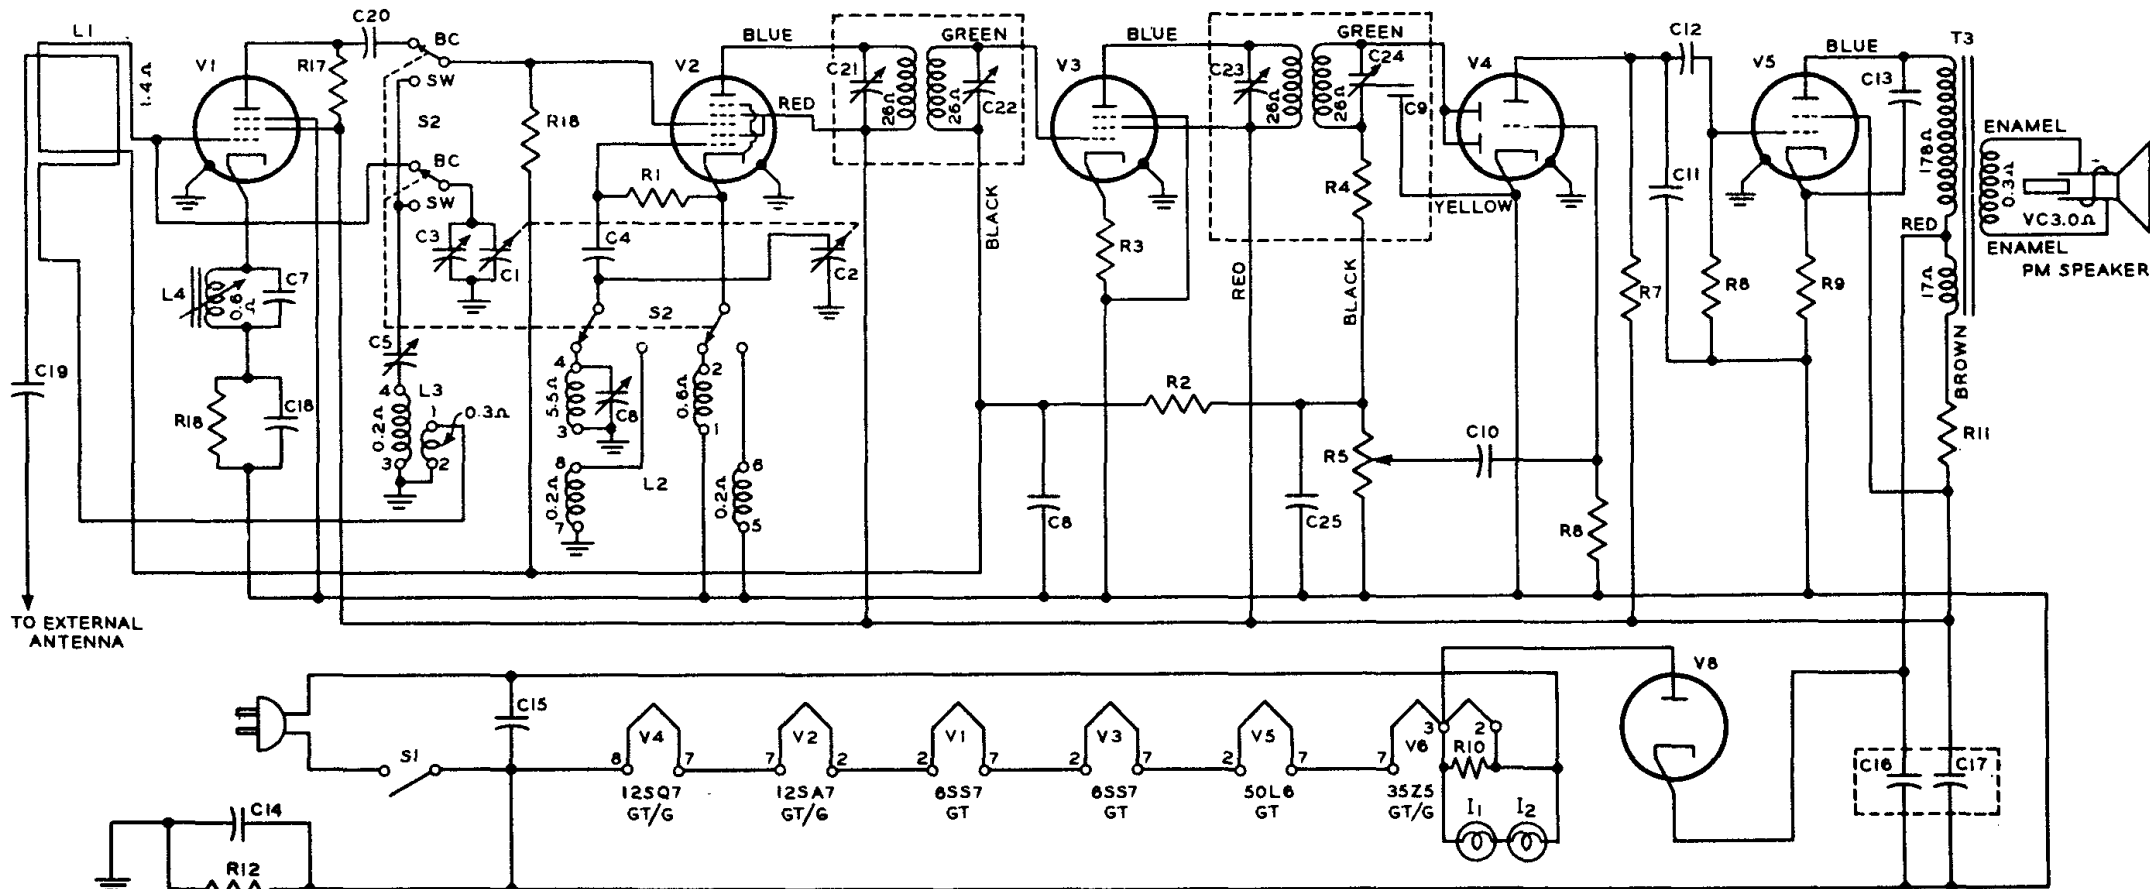 L1
1.4Ω
V1
R17
C20
BC
SW
S2
BC
SW
R18
V2
BLUE
RED
C21
26Ω
26Ω
GREEN
C22
BLACK
R1
C3
C1
C4
C2
S2
V3
BLUE
R3
C23
26Ω
26Ω
GREEN
C24
C9
R4
YELLOW
RED
BLACK
V4
C12
C11
R7
R8
V5
BLUE
C13
R9
T3
178Ω
RED
17Ω
BROWN
R11
ENAMEL
0.3Ω
VC3.0Ω
ENAMEL
PM SPEAKER
L4
0.6Ω
C7
R18
C18
C19
TO EXTERNAL
ANTENNA
C5
4
L3
1
0.3Ω
0.2Ω
3
2
4
5.5Ω
C6
3
8
0.2Ω
7
L2
2
0.6Ω
1
6
0.2Ω
5
R2
C8
C25
R5
C10
R8
C15
S1
8
V4
7
12SQ7
GT/G
7
V2
2
12SA7
GT/G
2
V1
7
6SS7
GT
2
V3
7
6SS7
GT
2
V5
7
50L6
GT
7
V6
3
2
R10
35Z5
GT/G
I1
I2
V8
C16
C17
C14
R12